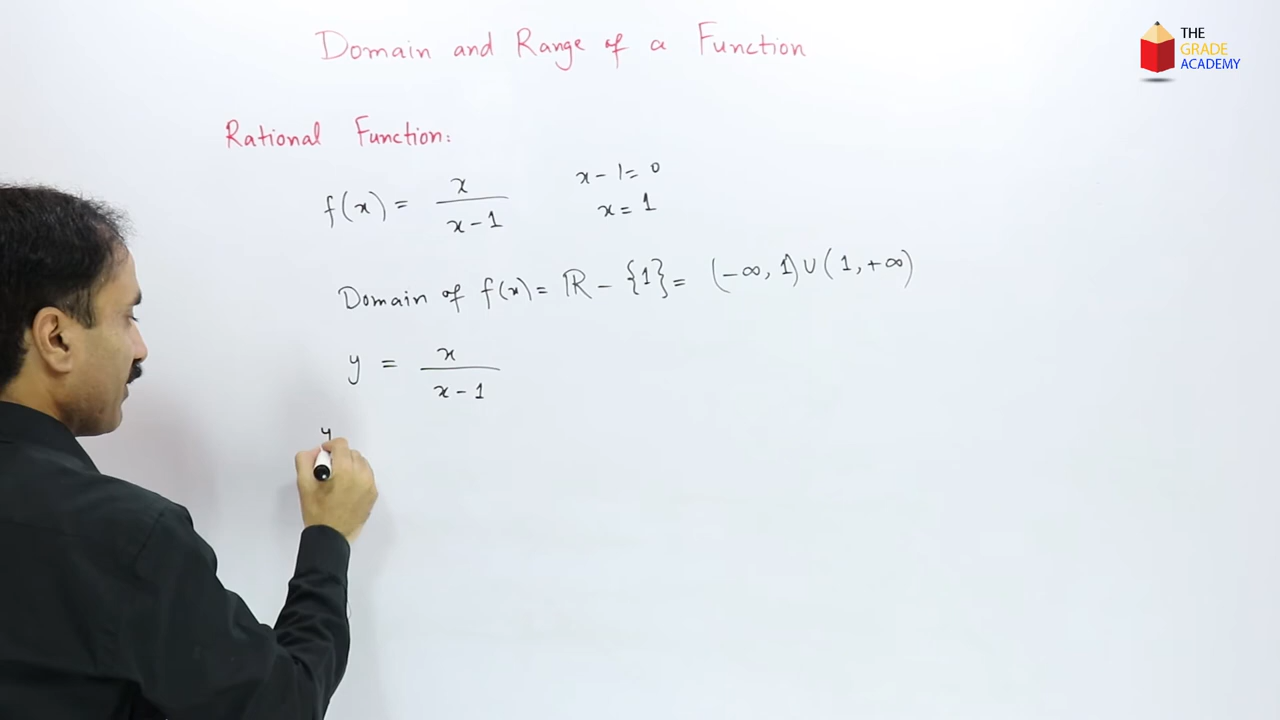 Domain and Range of a Function
THE
GRADE
ACADEMY
Rational Function:
f(x) = x / (x-1)
x-1=0
x=1
Domain of f(x)= ℝ - {1} = (-∞, 1)∪(1,+∞)
y = x / (x-1)
y